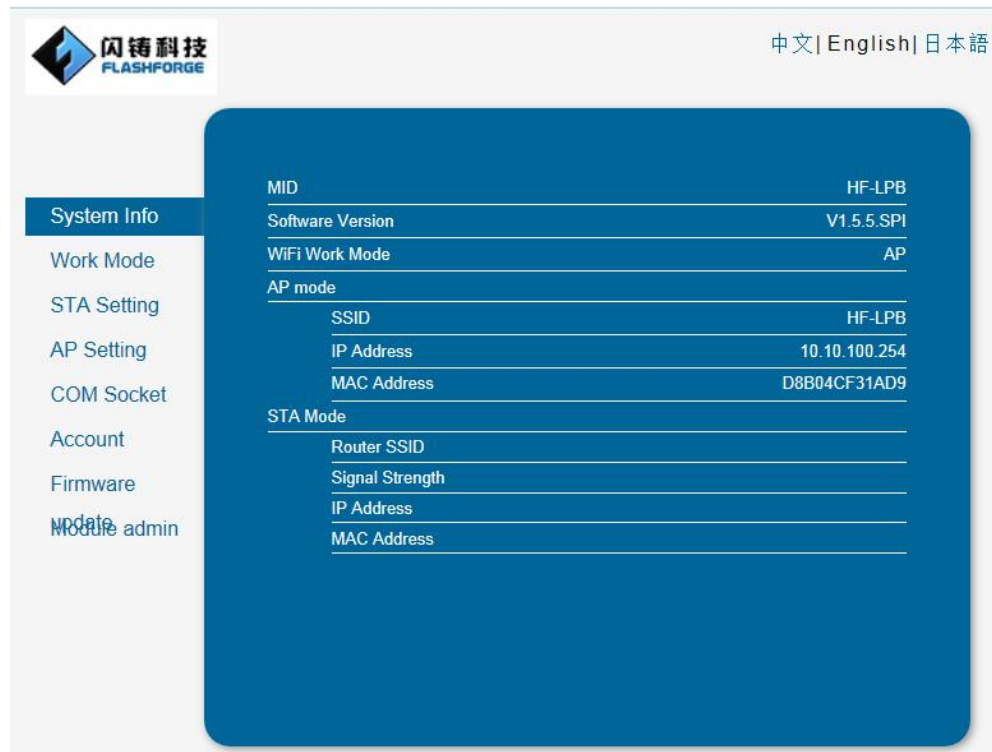 闪铸科技
FLASHFORGE
中文| English| 日本語
System Info
Work Mode
STA Setting
AP Setting
COM Socket
Account
Firmware
update
Module admin
MID HF-LPB
Software Version V1.5.5.SPI
WiFi Work Mode AP
AP mode
SSID HF-LPB
IP Address 10.10.100.254
MAC Address D8B04CF31AD9
STA Mode
Router SSID
Signal Strength
IP Address
MAC Address